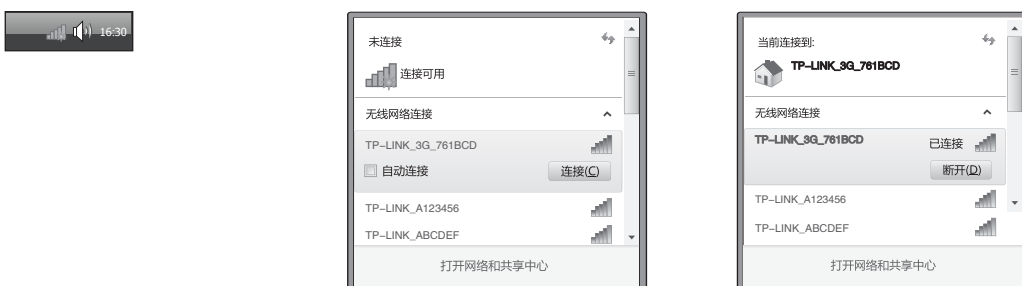 16:30
未连接
连接可用
无线网络连接
TP-LINK_3G_761BCD
自动连接
连接(C)
TP-LINK_A123456
TP-LINK_ABCDEF
打开网络和共享中心
当前连接到:
TP-LINK_3G_761BCD
无线网络连接
TP-LINK_3G_761BCD 已连接
断开(D)
TP-LINK_A123456
TP-LINK_ABCDEF
打开网络和共享中心